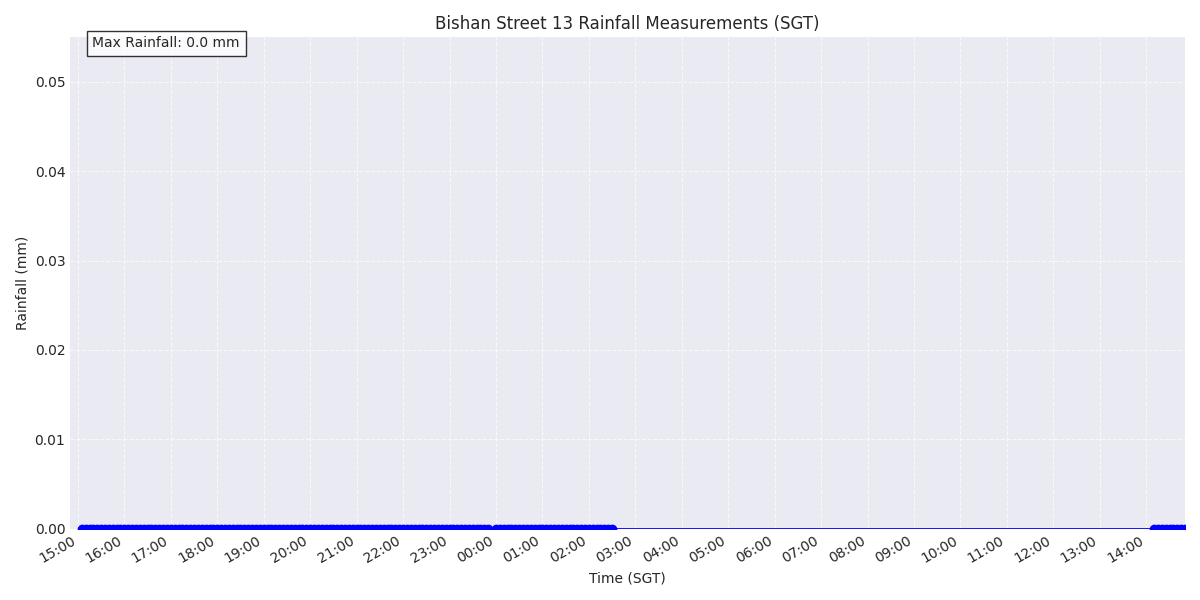 Bishan Street 13 Rainfall Measurements (SGT)
Max Rainfall: 0.0 mm
0.05
0.04
0.03
0.02
0.01
0.00
Rainfall (mm)
15:00 16:00 17:00 18:00 19:00 20:00 21:00 22:00 23:00 00:00 01:00 02:00 03:00 04:00 05:00 06:00 07:00 08:00 09:00 10:00 11:00 12:00 13:00 14:00
Time (SGT)